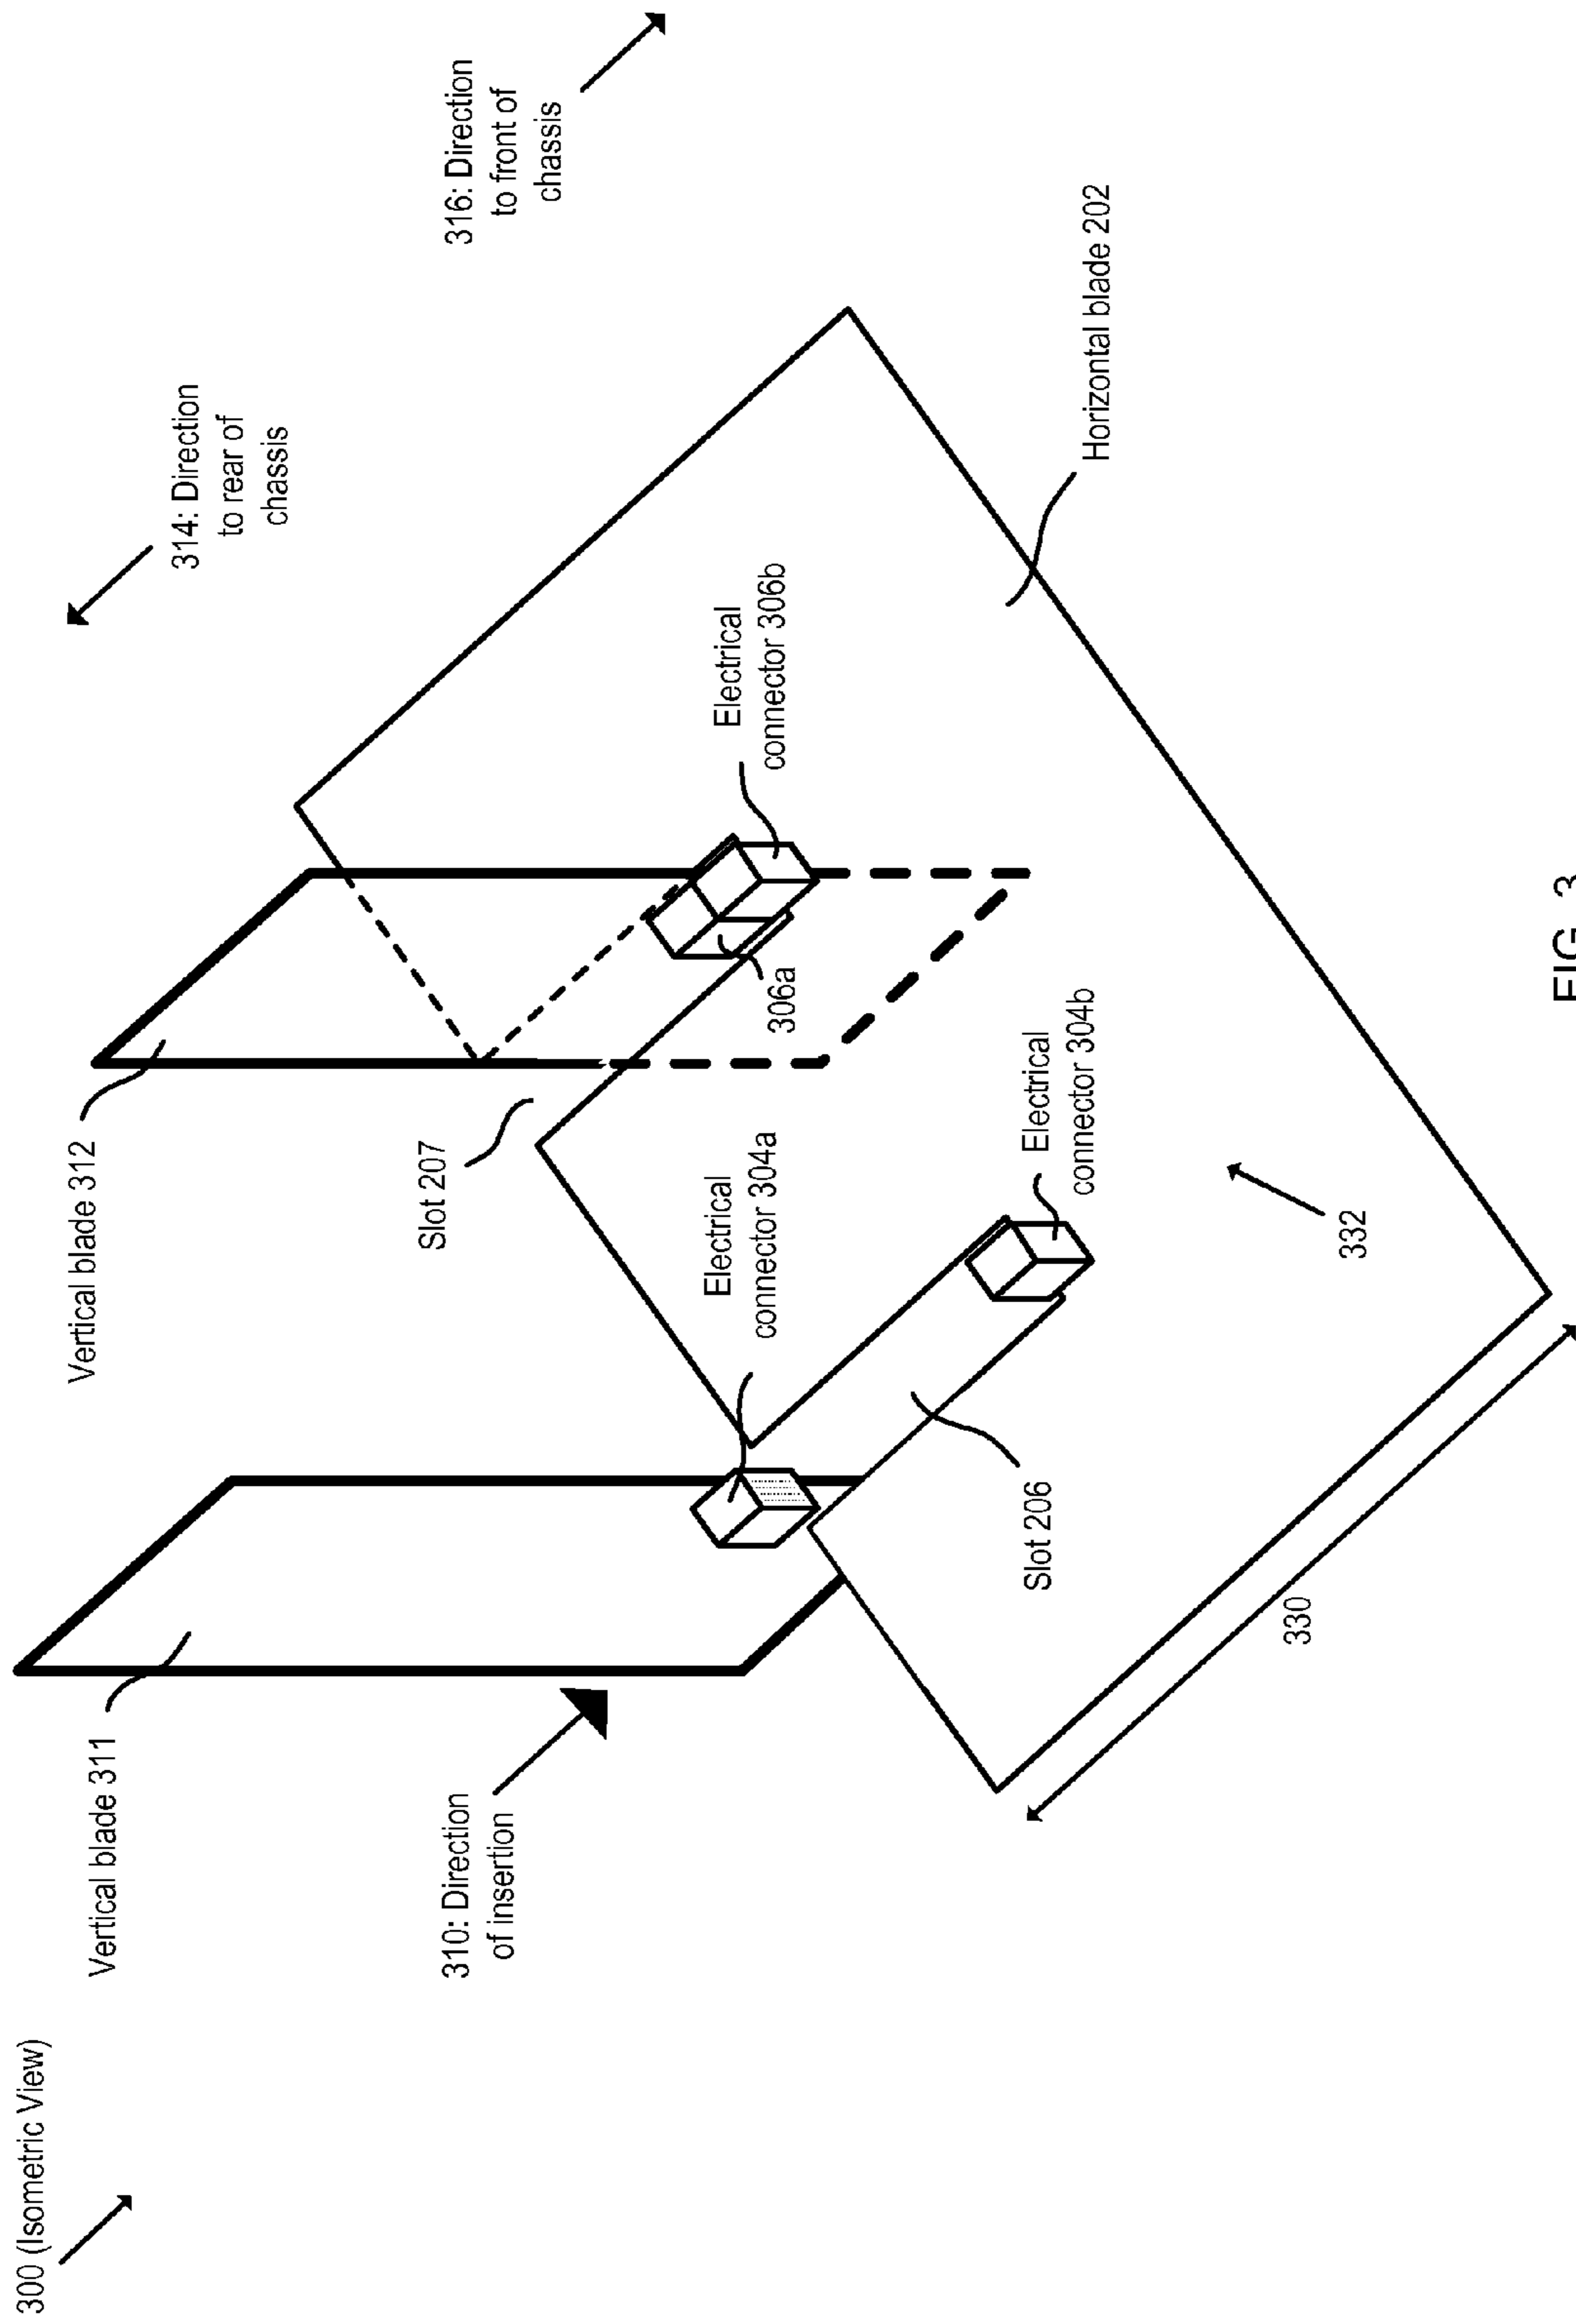 300 (Isometric View)
Vertical blade 311
Vertical blade 312
314: Direction
to rear of
chassis
310: Direction
of insertion
Slot 207
316: Direction
to front of
chassis
Electrical
connector 304a
306a
Electrical
connector 306b
Slot 206
Electrical
connector 304b
Horizontal blade 202
330
332
FIG. 3